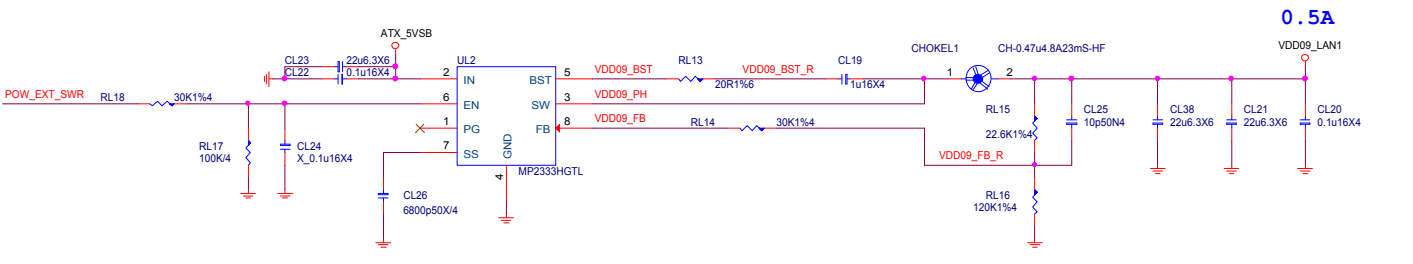 0.5A
ATX_5VSB
VDD09_LAN1
CL23
22u6.3X6
UL2
CHOKEL1
CH-0.47u4.8A23mS-HF
CL22
0.1u16X4
2
IN
BST
5
VDD09_BST
RL13
20R1%6
VDD09_BST_R
CL19
1u16X4
1
2
POW_EXT_SWR
RL18
30K1%4
6
EN
SW
3
VDD09_PH
1
PG
FB
8
VDD09_FB
RL14
30K1%4
RL15
22.6K1%4
CL25
10p50N4
CL38
22u6.3X6
CL21
22u6.3X6
CL20
0.1u16X4
RL17
100K/4
CL24
X_0.1u16X4
7
SS
GND
4
MP2333HGTL
VDD09_FB_R
CL26
6800p50X/4
RL16
120K1%4